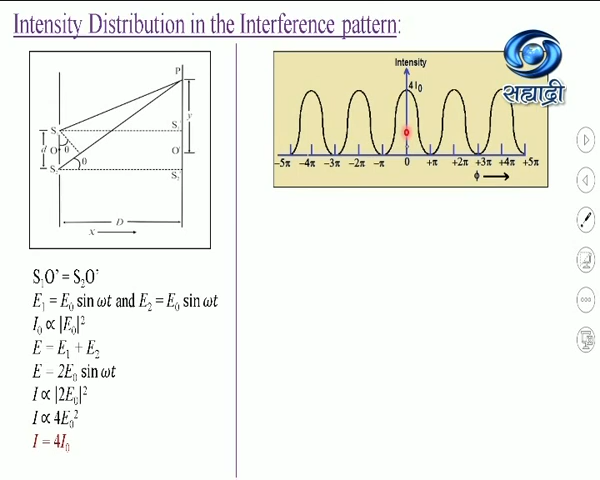 Intensity Distribution in the Interference pattern:
P
S₁
S₁'
y
d
O
θ
O'
S₂
θ
S₂'
D
x
S₁O' = S₂O'
E₁ = E₀ sin ωt and E₂ = E₀ sin ωt
I₀ ∝ |E₀|²
E = E₁ + E₂
E = 2E₀ sin ωt
I ∝ |2E₀|²
I ∝ 4E₀²
I = 4I₀
Intensity
4I₀
-5π -4π -3π -2π -π 0 +π +2π +3π +4π +5π
ϕ
सह्याद्री